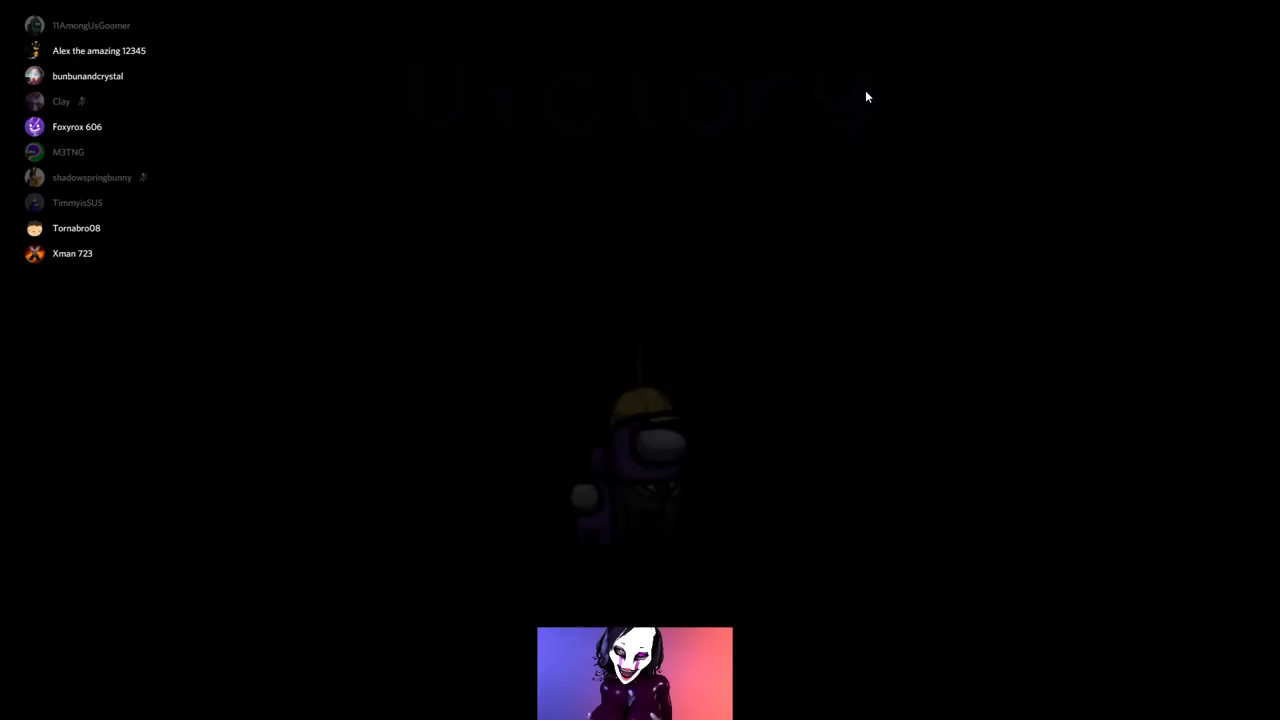 11AmongUsGoomer
Alex the amazing 12345
bunbunandcrystal
Clay
Foxyrox 606
M3TNG
shadowspringbunny
TimmyisSUS
Tornabro08
Xman 723
Victory